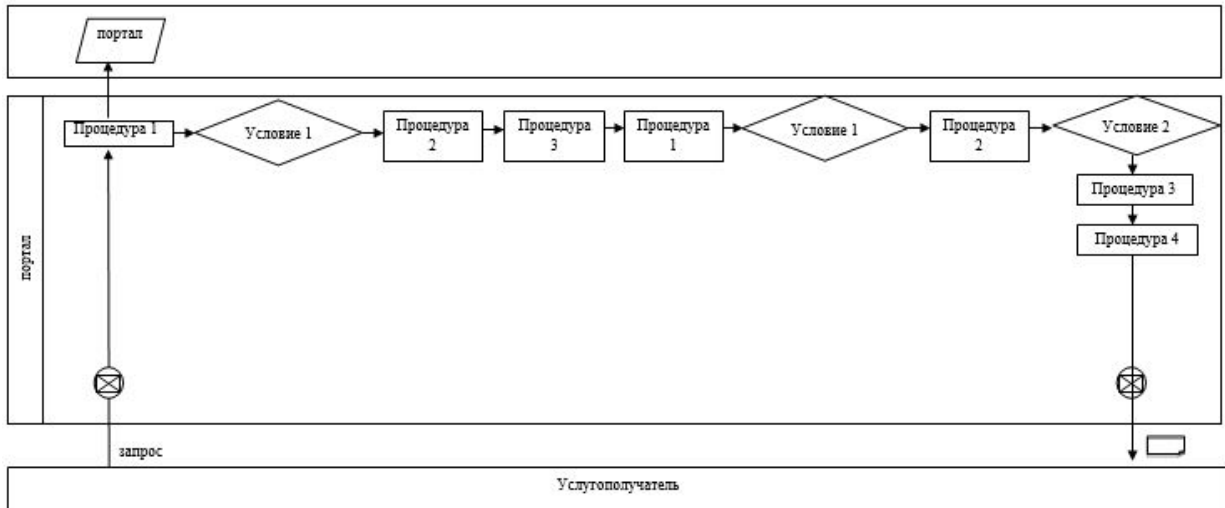 портал
Процедура 1
Условие 1
Процедура
2
Процедура
3
Процедура
1
Условие 1
Процедура
2
Условие 2
Процедура 3
Процедура 4
портал
запрос
Услугополучатель